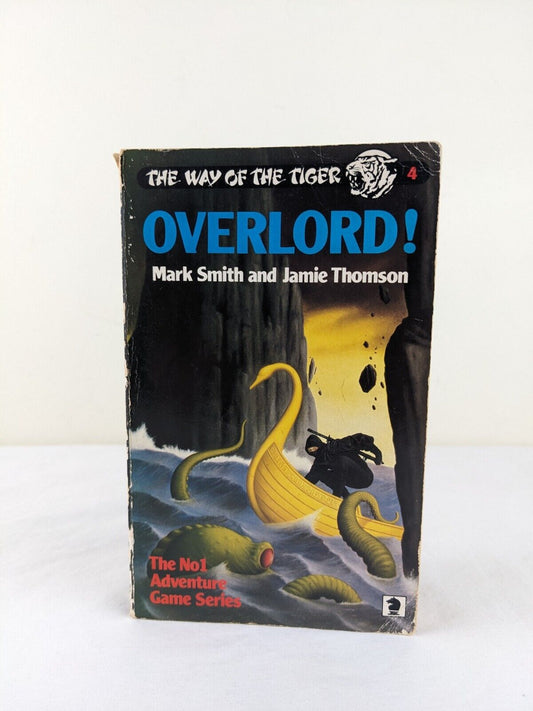 THE WAY OF THE TIGER 4
OVERLORD!
Mark Smith and Jamie Thomson
The No1
Adventure
Game Series